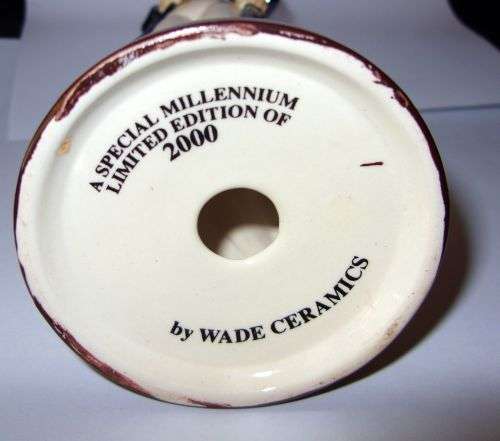 A SPECIAL MILLENNIUM
LIMITED EDITION OF
2000
by WADE CERAMICS